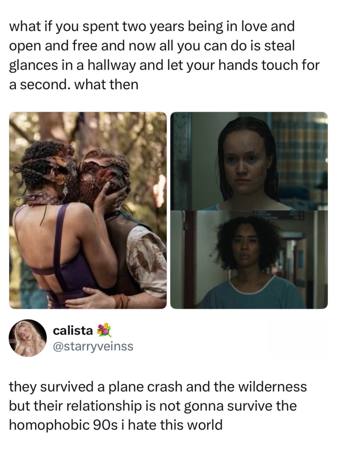 what if you spent two years being in love and
open and free and now all you can do is steal
glances in a hallway and let your hands touch for
a second. what then
calista 💐
@starryveinss
they survived a plane crash and the wilderness
but their relationship is not gonna survive the
homophobic 90s i hate this world